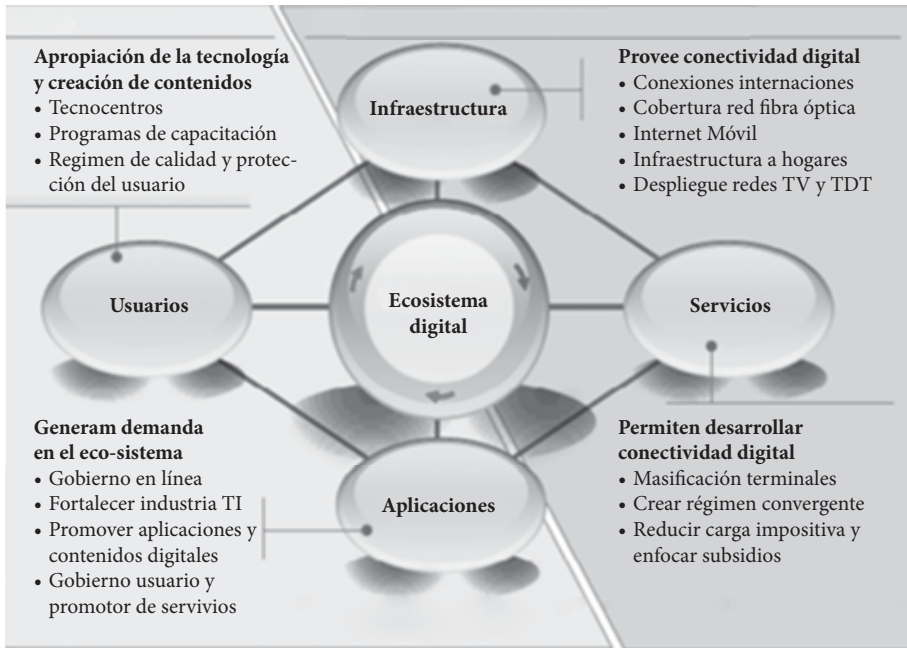 Apropiación de la tecnología
y creación de contenidos
• Tecnocentros
• Programas de capacitación
• Regimen de calidad y protec-
ción del usuario
Infraestructura
Provee conectividad digital
• Conexiones internaciones
• Cobertura red fibra óptica
• Internet Móvil
• Infraestructura a hogares
• Despliegue redes TV y TDT
Usuarios
Ecosistema
digital
Servicios
Generam demanda
en el eco-sistema
• Gobierno en línea
• Fortalecer industria TI
• Promover aplicaciones y
contenidos digitales
• Gobierno usuario y
promotor de servivios
Aplicaciones
Permiten desarrollar
conectividad digital
• Masificación terminales
• Crear régimen convergente
• Reducir carga impositiva y
enfocar subsidios